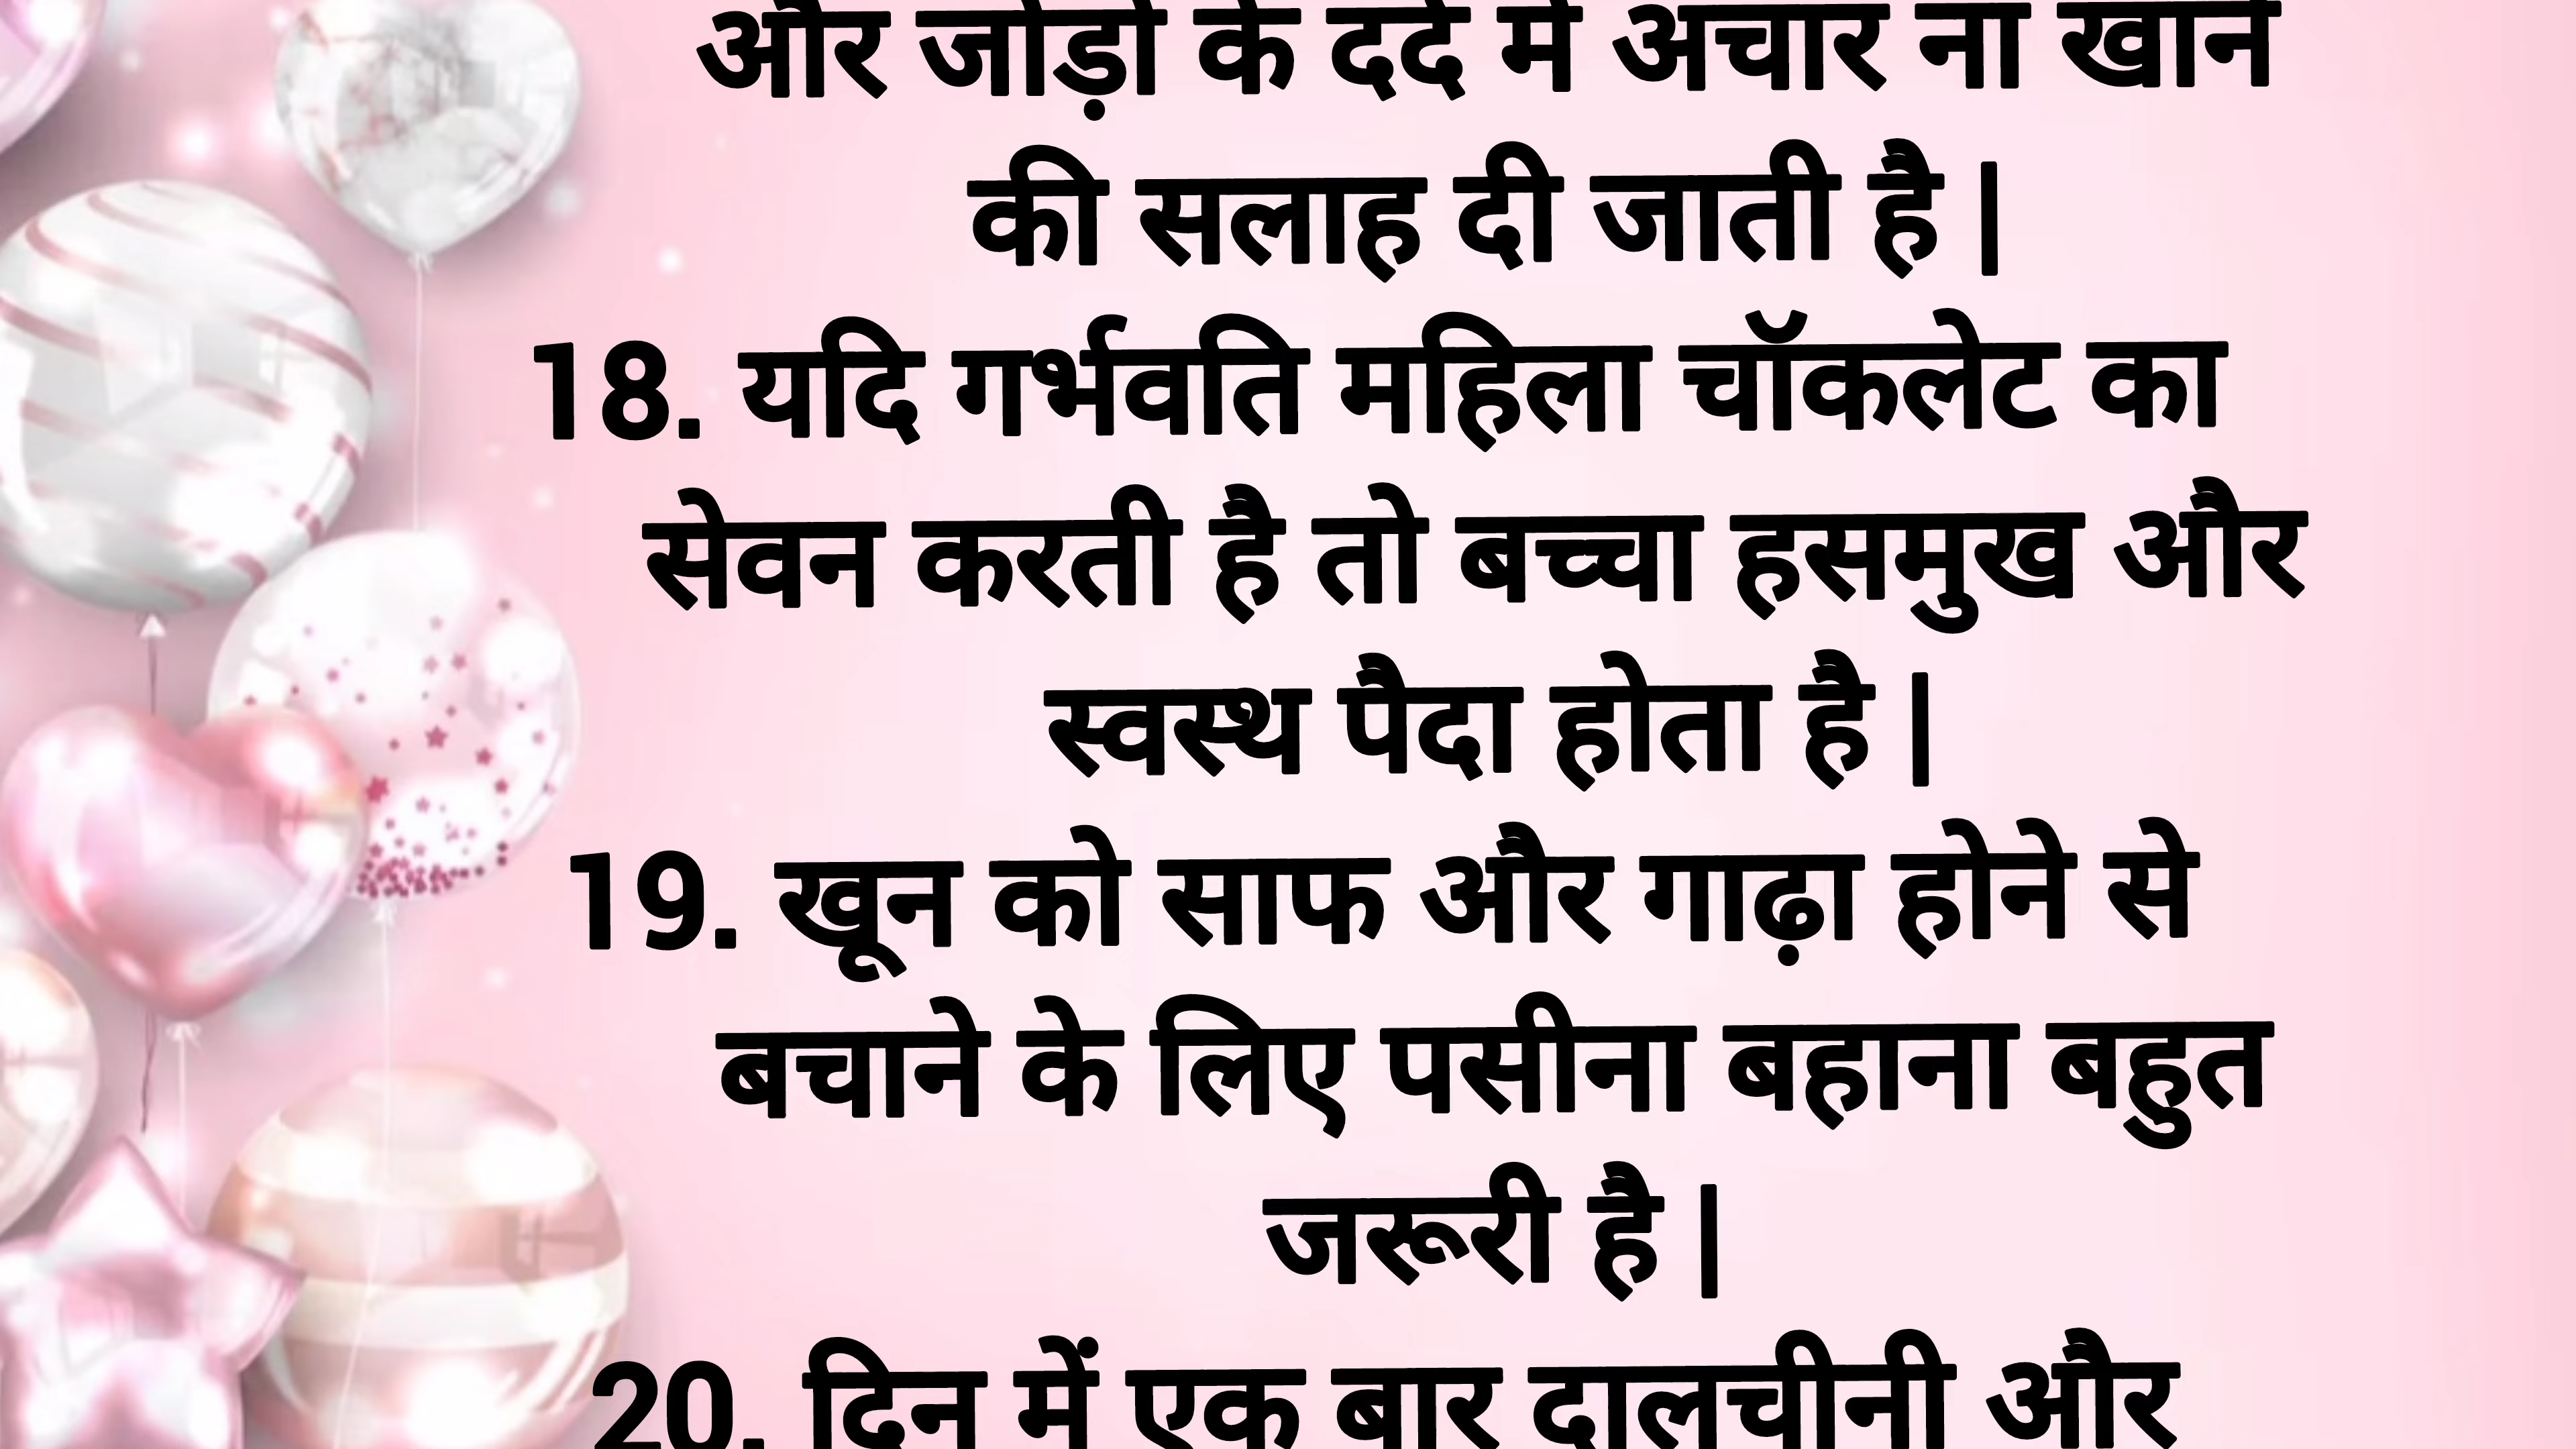 और जोड़ों के दर्द में अचार ना खाने
की सलाह दी जाती है |
18. यदि गर्भवति महिला चॉकलेट का
सेवन करती है तो बच्चा हसमुख और
स्वस्थ पैदा होता है |
19. खून को साफ और गाढ़ा होने से
बचाने के लिए पसीना बहाना बहुत
जरूरी है |
20. दिन में एक बार दालचीनी और